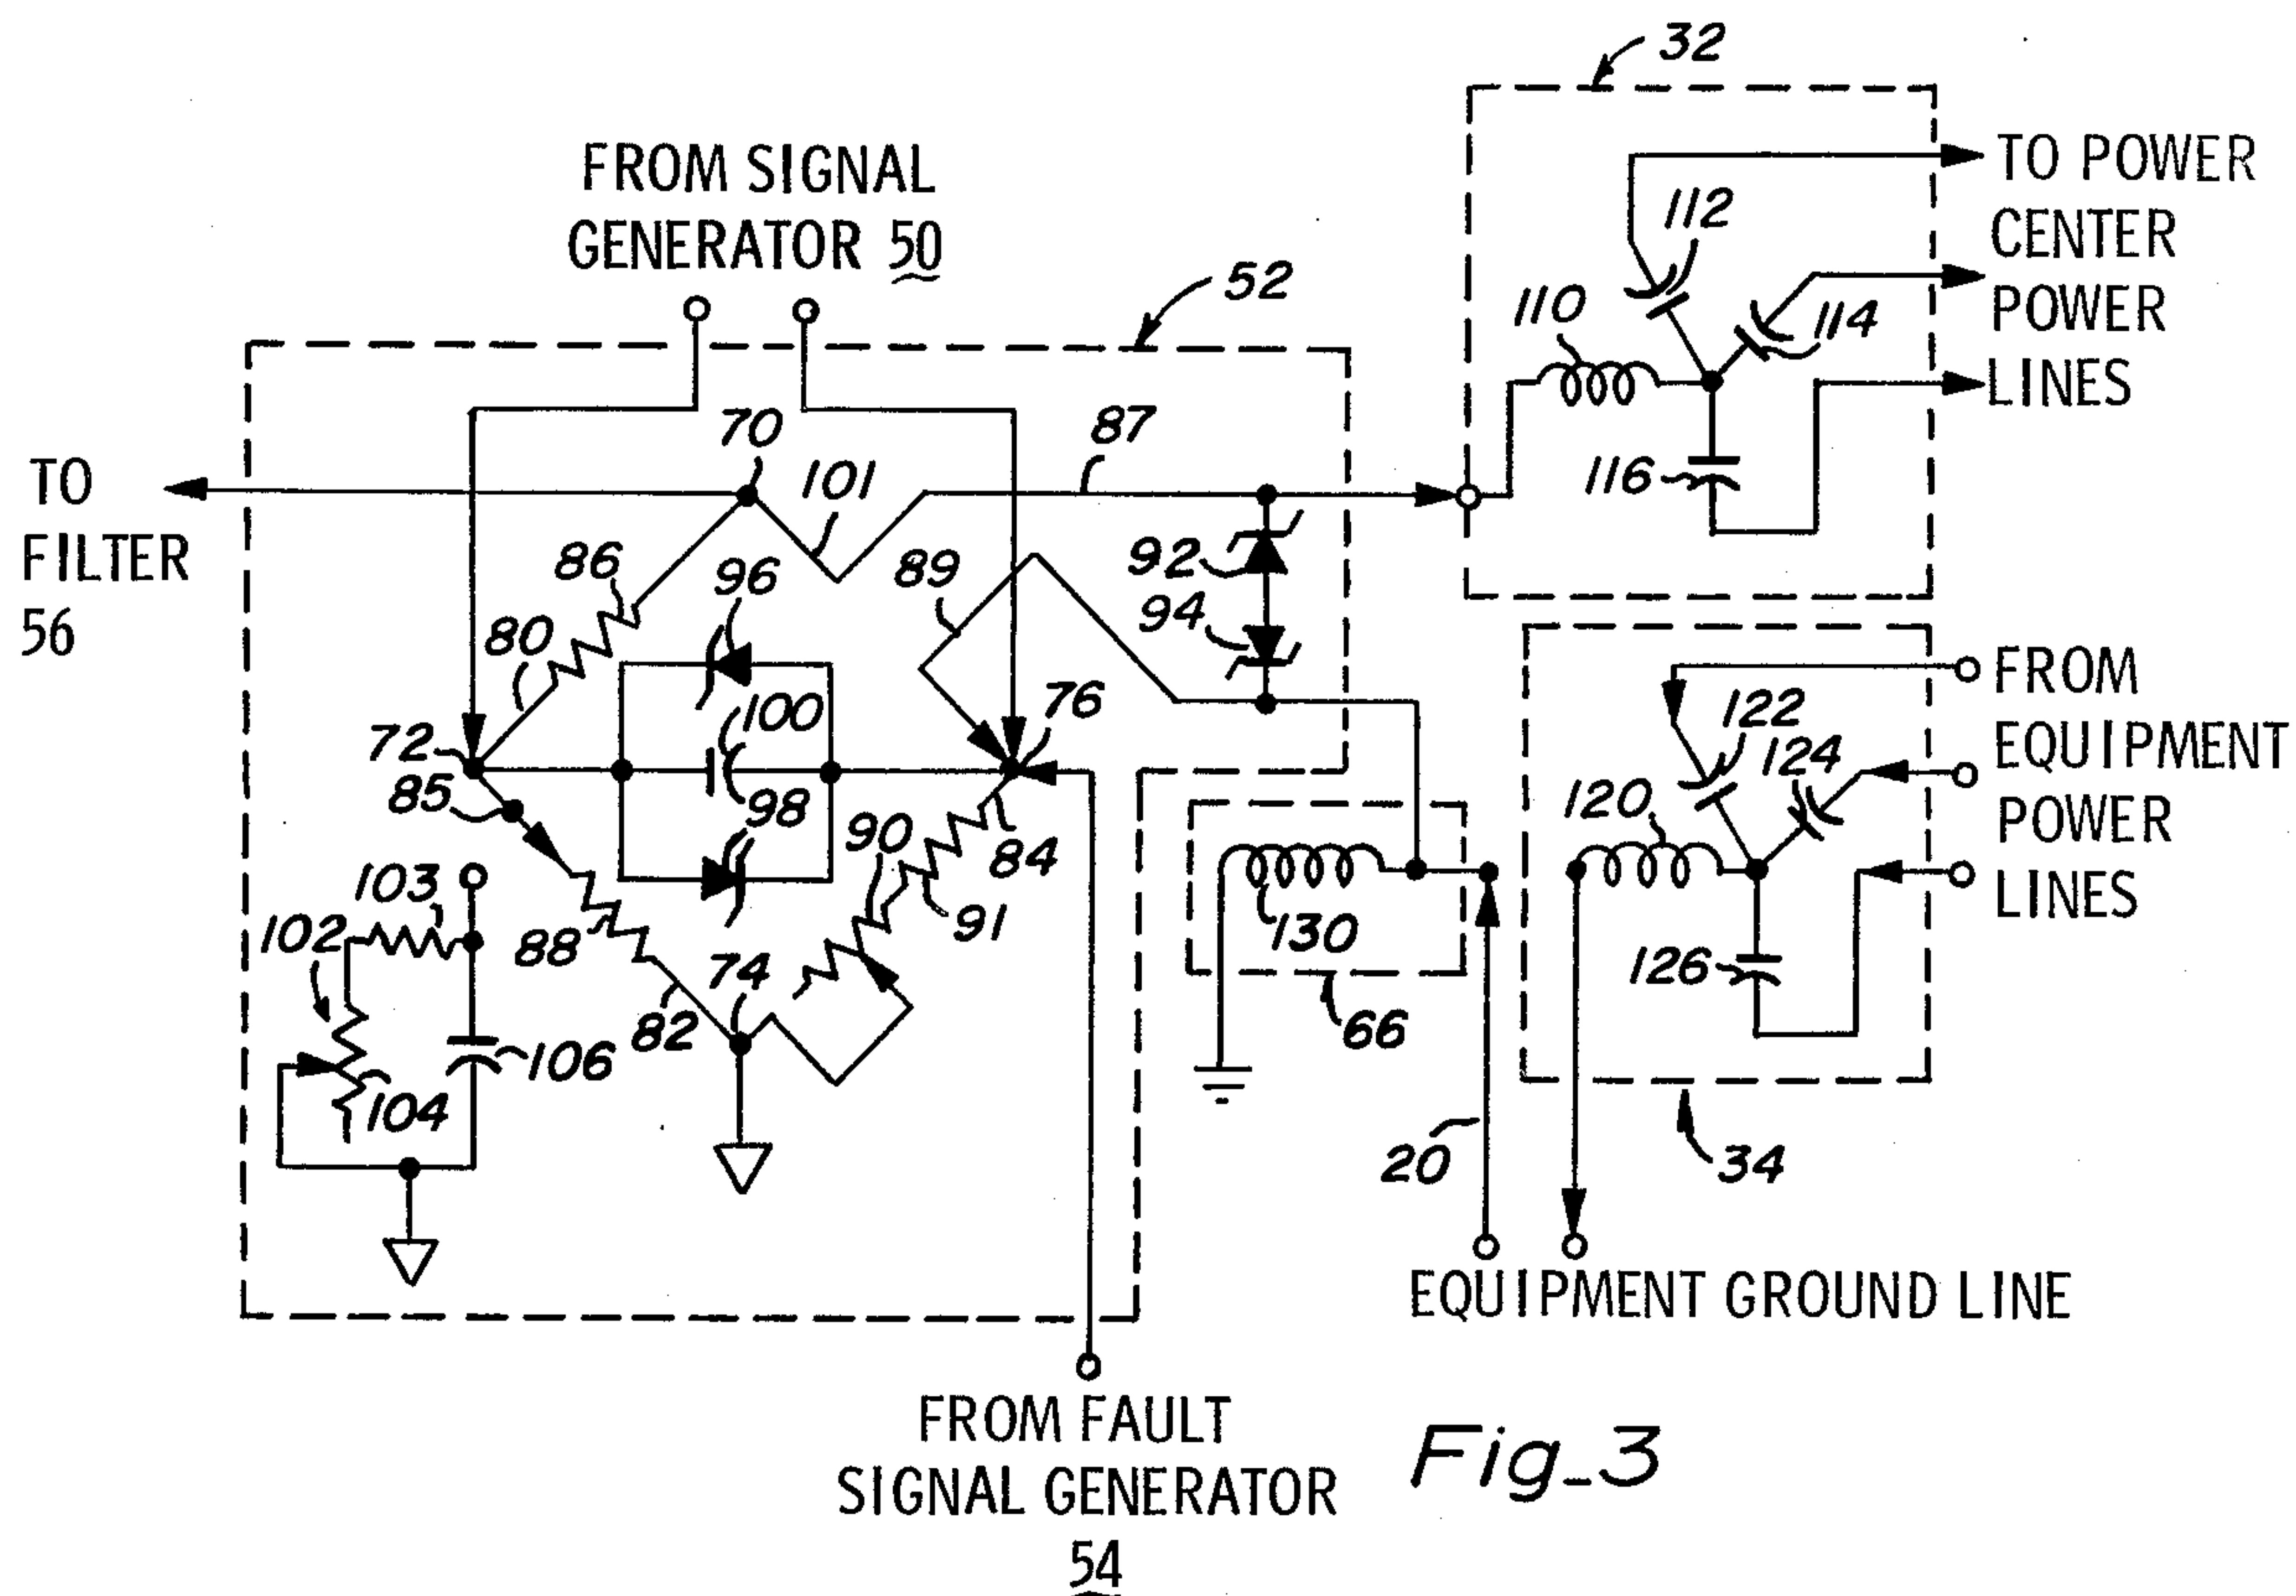 32
TO POWER
CENTER
POWER
LINES
112
114
110
116
FROM SIGNAL
GENERATOR 50
52
70
101
87
TO
FILTER
56
86
96
89
92
94
80
100
76
72
85
98
90
84
91
103
102
88
74
82
106
104
130
66
FROM
EQUIPMENT
POWER
LINES
122
124
120
126
34
20
EQUIPMENT GROUND LINE
FROM FAULT
SIGNAL GENERATOR
54
Fig_3